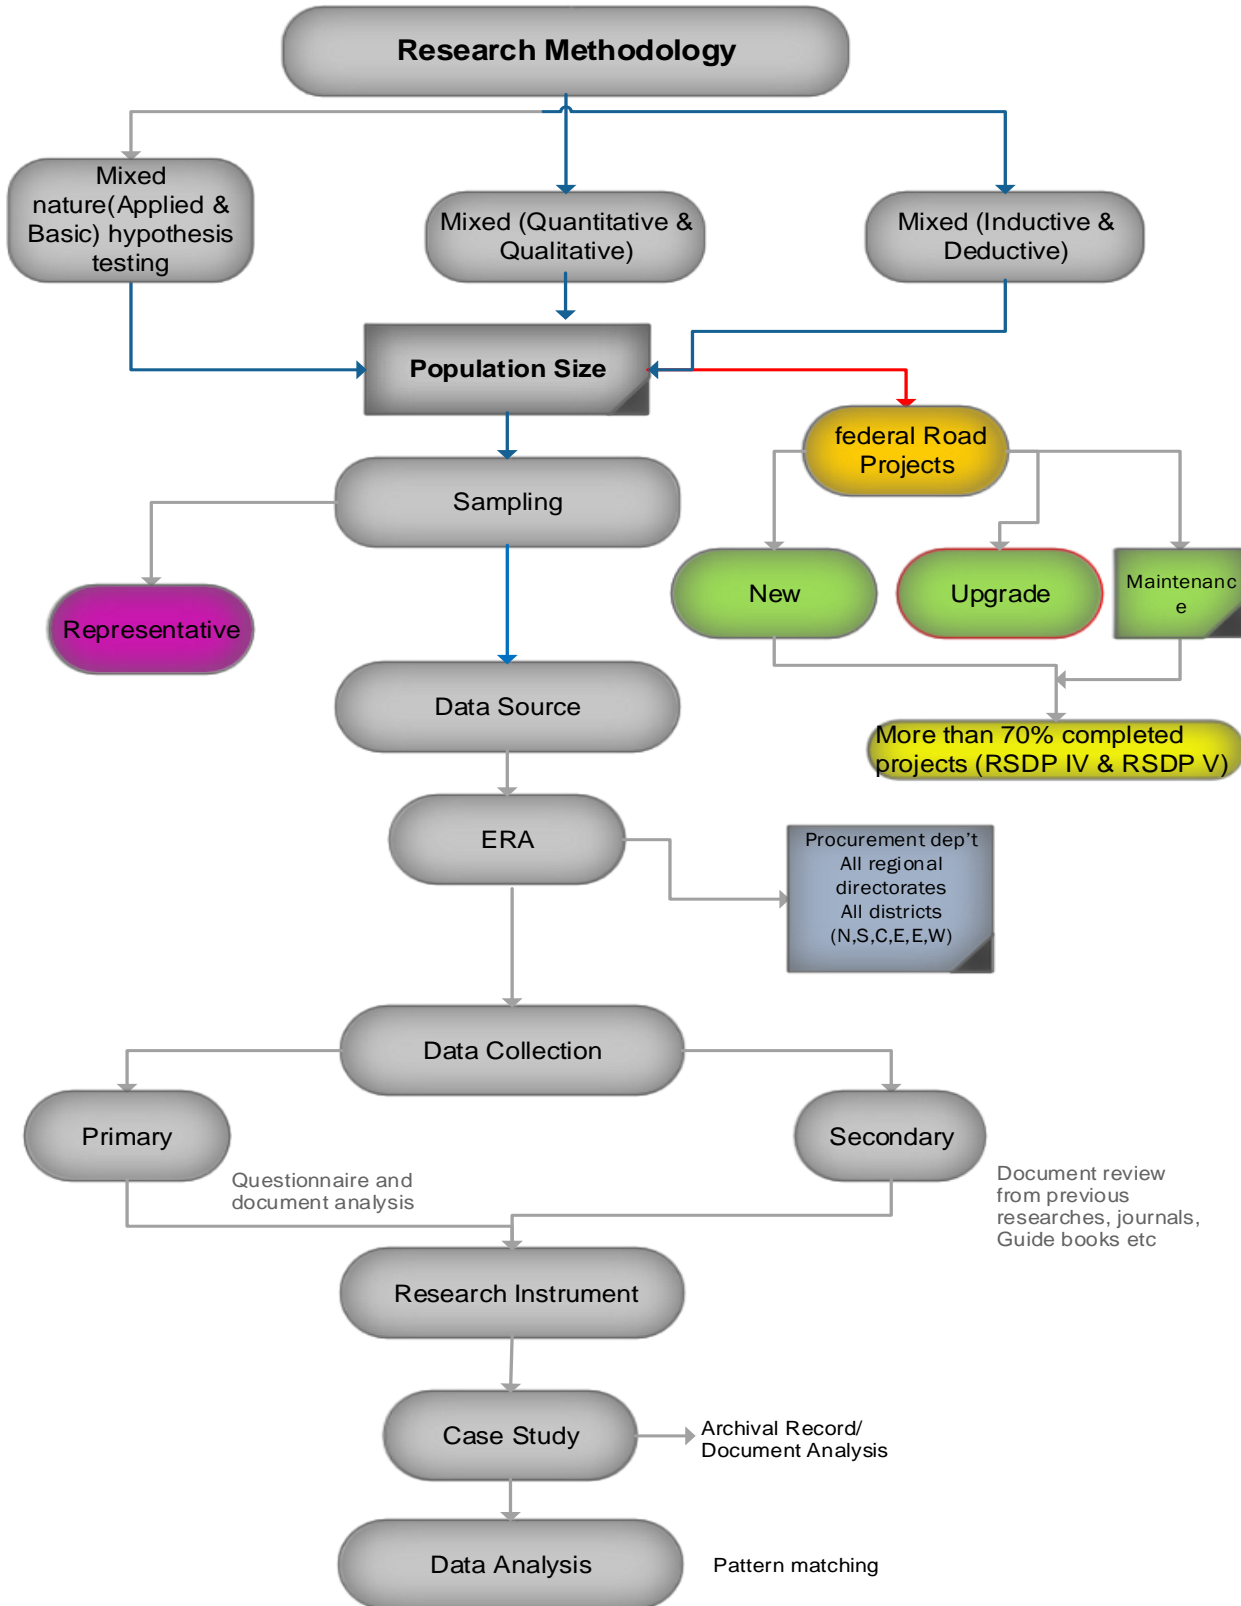 Research Methodology
Mixed
nature(Applied &
Basic) hypothesis
testing
Mixed (Quantitative &
Qualitative)
Mixed (Inductive &
Deductive)
Population Size
federal Road
Projects
Sampling
New
Upgrade
Maintenanc
e
Representative
Data Source
More than 70% completed
projects (RSDP IV & RSDP V)
ERA
Procurement dep’t
All regional
directorates
All districts
(N,S,C,E,E,W)
Data Collection
Primary
Secondary
Questionnaire and
document analysis
Document review
from previous
researches, journals,
Guide books etc
Research Instrument
Case Study
Archival Record/
Document Analysis
Data Analysis
Pattern matching